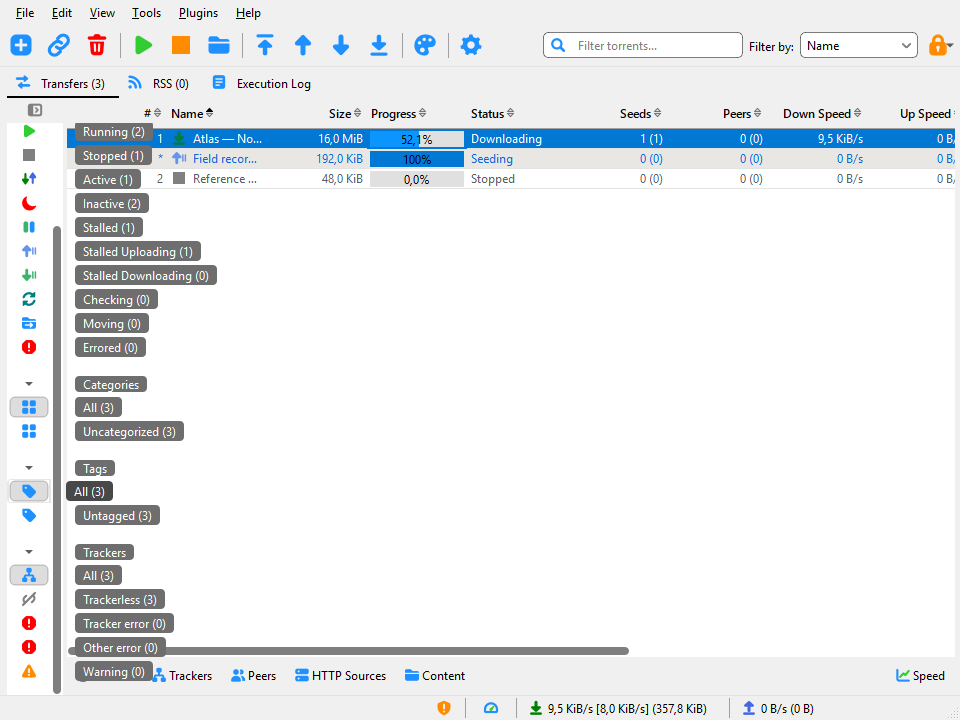 File Edit View Tools Plugins Help
Filter torrents...
Filter by: Name
Transfers (3) RSS (0) Execution Log
# Name Size Progress Status Seeds Peers Down Speed Up Speed
1 Atlas — No... 16,0 MiB 52,1% Downloading 1 (1) 0 (0) 9,5 KiB/s 0 B/
* Field recor... 192,0 KiB 100% Seeding 0 (0) 0 (0) 0 B/s 0 B/
2 Reference ... 48,0 KiB 0,0% Stopped 0 (0) 0 (0) 0 B/s 0 B/
Running (2)
Stopped (1)
Active (1)
Inactive (2)
Stalled (1)
Stalled Uploading (1)
Stalled Downloading (0)
Checking (0)
Moving (0)
Errored (0)
Categories
All (3)
Uncategorized (3)
Tags
All (3)
Untagged (3)
Trackers
All (3)
Trackerless (3)
Tracker error (0)
Other error (0)
Warning (0)
Trackers Peers HTTP Sources Content Speed
9,5 KiB/s [8,0 KiB/s] (357,8 KiB) 0 B/s (0 B)